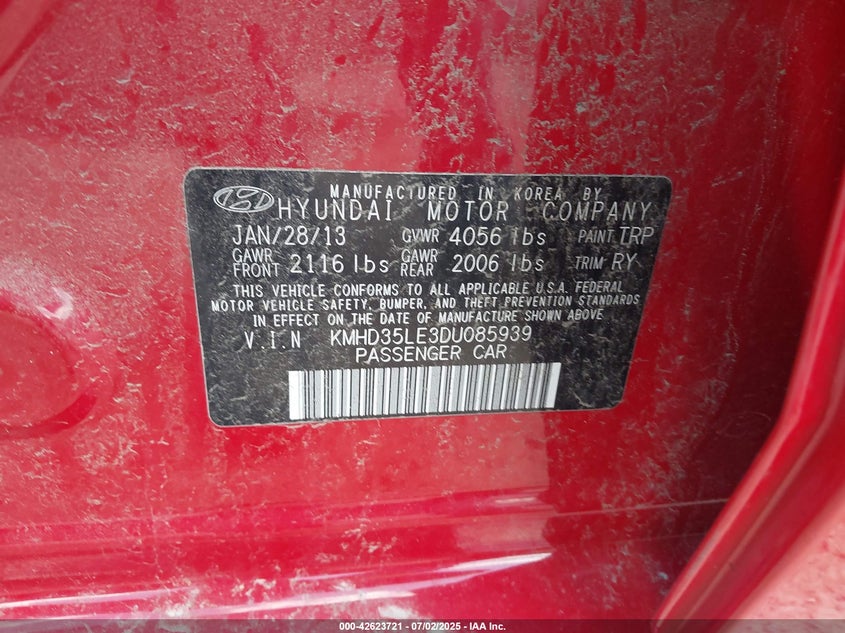 MANUFACTURED IN KOREA BY
HYUNDAI MOTOR COMPANY
JAN/28/13 GVWR 4056 lbs PAINT TRP
GAWR FRONT 2116 lbs GAWR REAR 2006 lbs TRIM RY
THIS VEHICLE CONFORMS TO ALL APPLICABLE U.S.A. FEDERAL
MOTOR VEHICLE SAFETY, BUMPER, AND THEFT PREVENTION STANDARDS
IN EFFECT ON THE DATE OF MANUFACTURE SHOWN ABOVE
V.I.N KMHD35LE3DU085939
PASSENGER CAR
000-42623721 - 07/02/2025 - IAA Inc.